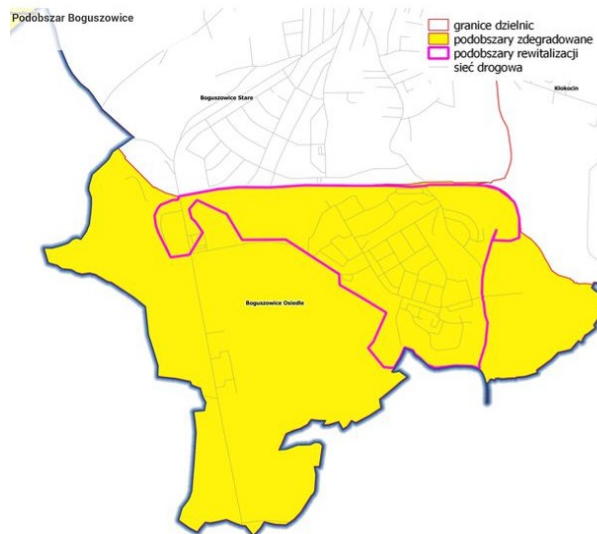 Podobszar Boguszowice
granice dzielnic
podobszary zdegradowane
podobszary rewitalizacji
sieć drogowa
Boguszowice Stare
Kłokocin
Boguszowice Osiedle